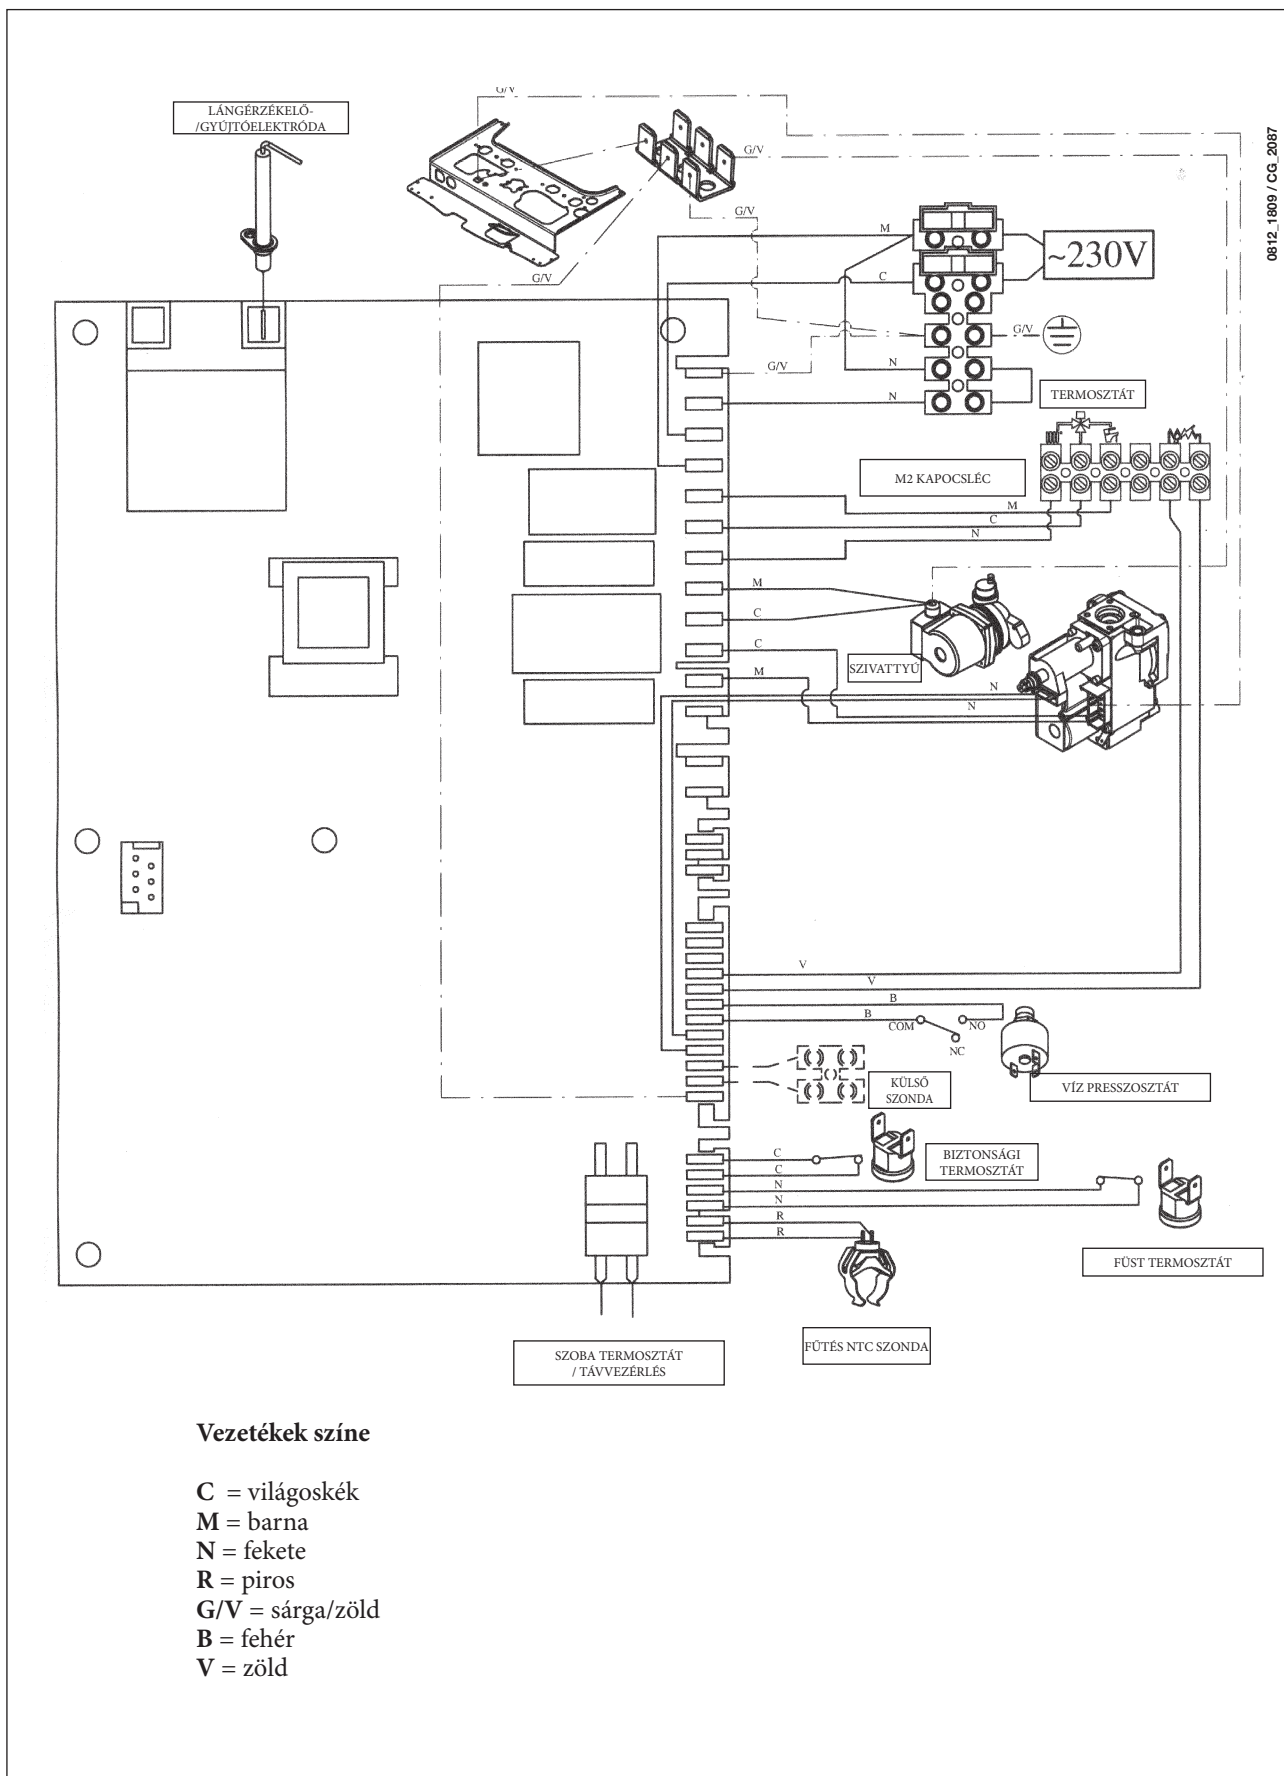 G/V
LÁNGÉRZÉKELŐ-
/GYÚJTÓELEKTRÓDA
0812_1809 / CG_2087
G/V
G/V
M
~230V
C
G/V
G/V
G/V
N
N
TERMOSZTÁT
M2 KAPOCSLÉC
M
C
N
M
C
SZIVATTYÚ
C
M
N
N
V
V
B
B
COM
NO
NC
KÜLSŐ
SZONDA
VÍZ PRESSZOSZTÁT
BIZTONSÁGI
TERMOSZTÁT
C
C
N
N
R
R
FÜST TERMOSZTÁT
FŰTÉS NTC SZONDA
SZOBA TERMOSZTÁT
/ TÁVVEZÉRLÉS
Vezetékek színe
C = világoskék
M = barna
N = fekete
R = piros
G/V = sárga/zöld
B = fehér
V = zöld